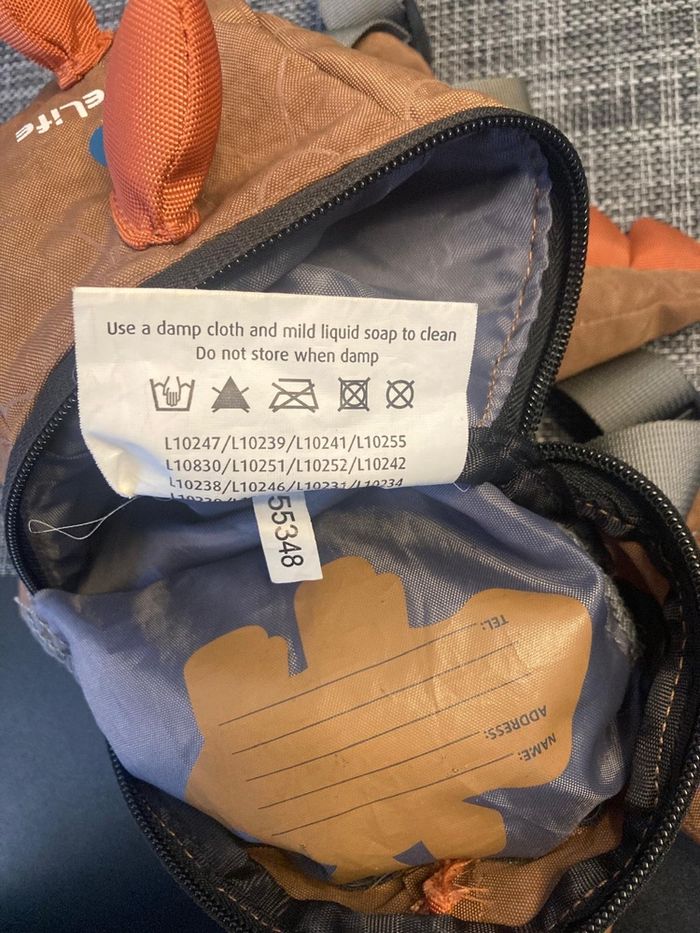 eLife
Use a damp cloth and mild liquid soap to clean
Do not store when damp
L10247/L10239/L10241/L10255
L10830/L10251/L10252/L10242
L10238/L10246/L10231/L10234
55348
NAME:
ADDRESS:
TEL: